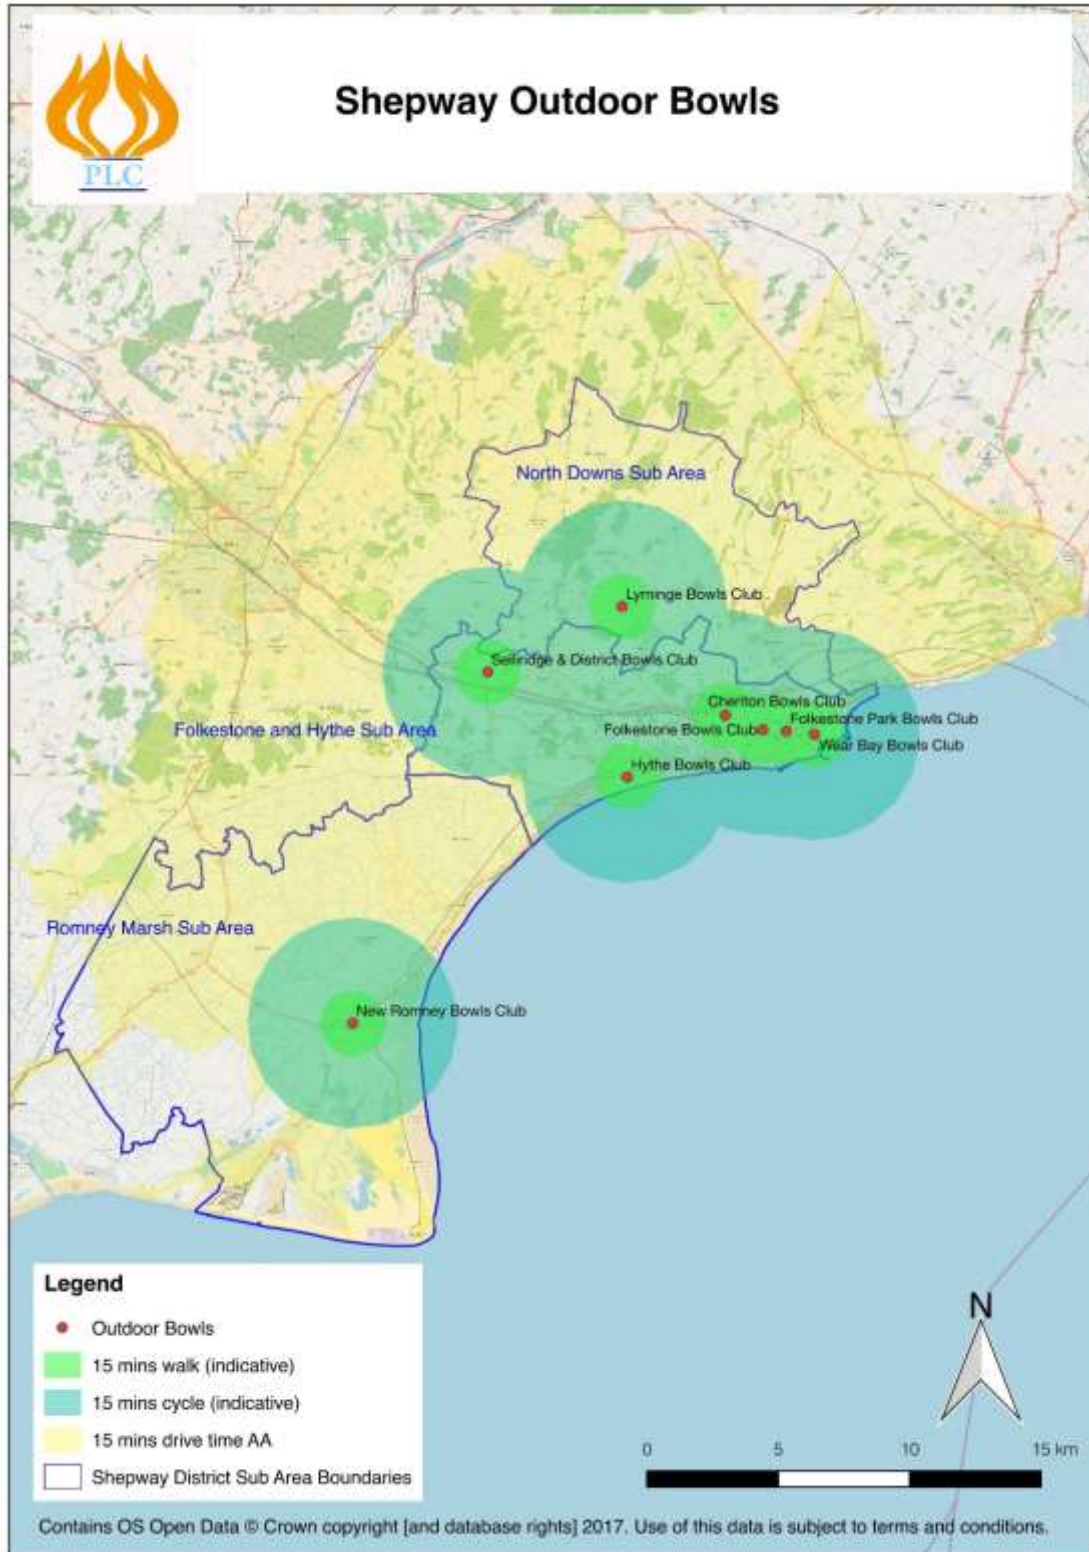 PLC
Shepway Outdoor Bowls
North Downs Sub Area
Lyminge Bowls Club
Sellindge & District Bowls Club
Cheriton Bowls Club
Folkestone Bowls Club
Folkestone Park Bowls Club
Folkestone and Hythe Sub Area
Wear Bay Bowls Club
Hythe Bowls Club
Romney Marsh Sub Area
New Romney Bowls Club
Legend
Outdoor Bowls
15 mins walk (indicative)
15 mins cycle (indicative)
15 mins drive time AA
Shepway District Sub Area Boundaries
N
0 5 10 15 km
Contains OS Open Data © Crown copyright [and database rights] 2017. Use of this data is subject to terms and conditions.